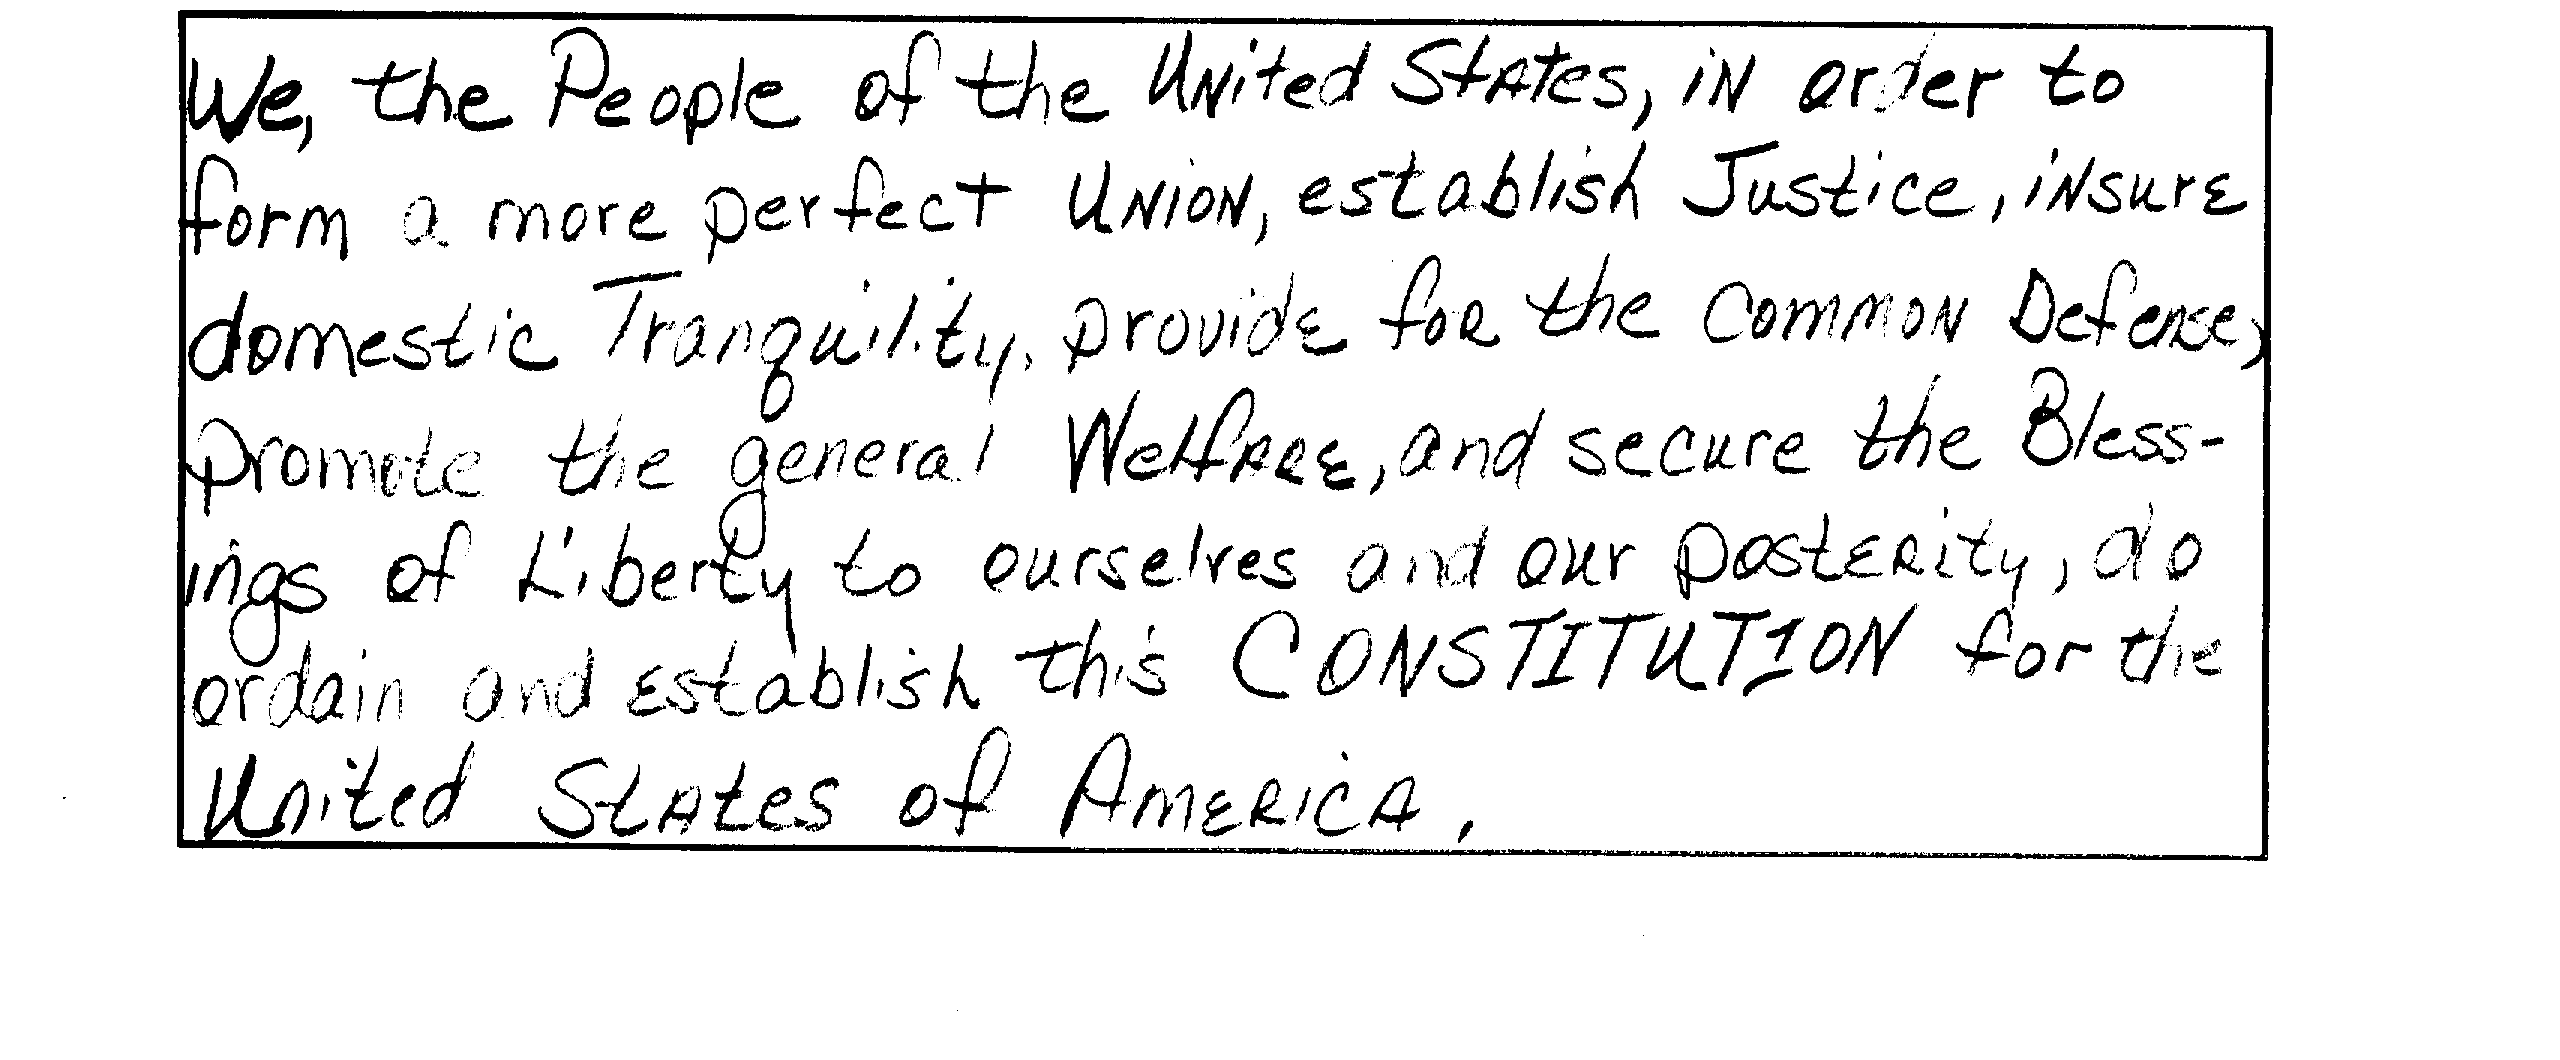 We, the People of the United States, in order to
form a more perfect Union, establish Justice, insure
domestic Tranquility, provide for the common Defense,
promote the general Welfare, and secure the Bless-
ings of Liberty to ourselves and our posterity, do
ordain and establish this CONSTITUTION for the
United States of America.